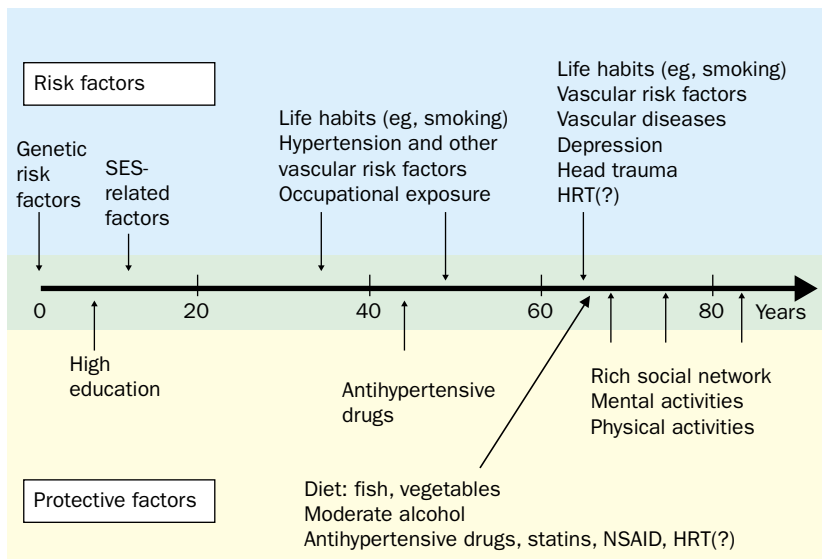 Risk factors
Genetic
risk
factors
SES-
related
factors
Life habits (eg, smoking)
Hypertension and other
vascular risk factors
Occupational exposure
Life habits (eg, smoking)
Vascular risk factors
Vascular diseases
Depression
Head trauma
HRT(?)
0 20 40 60 80 Years
High
education
Antihypertensive
drugs
Rich social network
Mental activities
Physical activities
Protective factors
Diet: fish, vegetables
Moderate alcohol
Antihypertensive drugs, statins, NSAID, HRT(?)